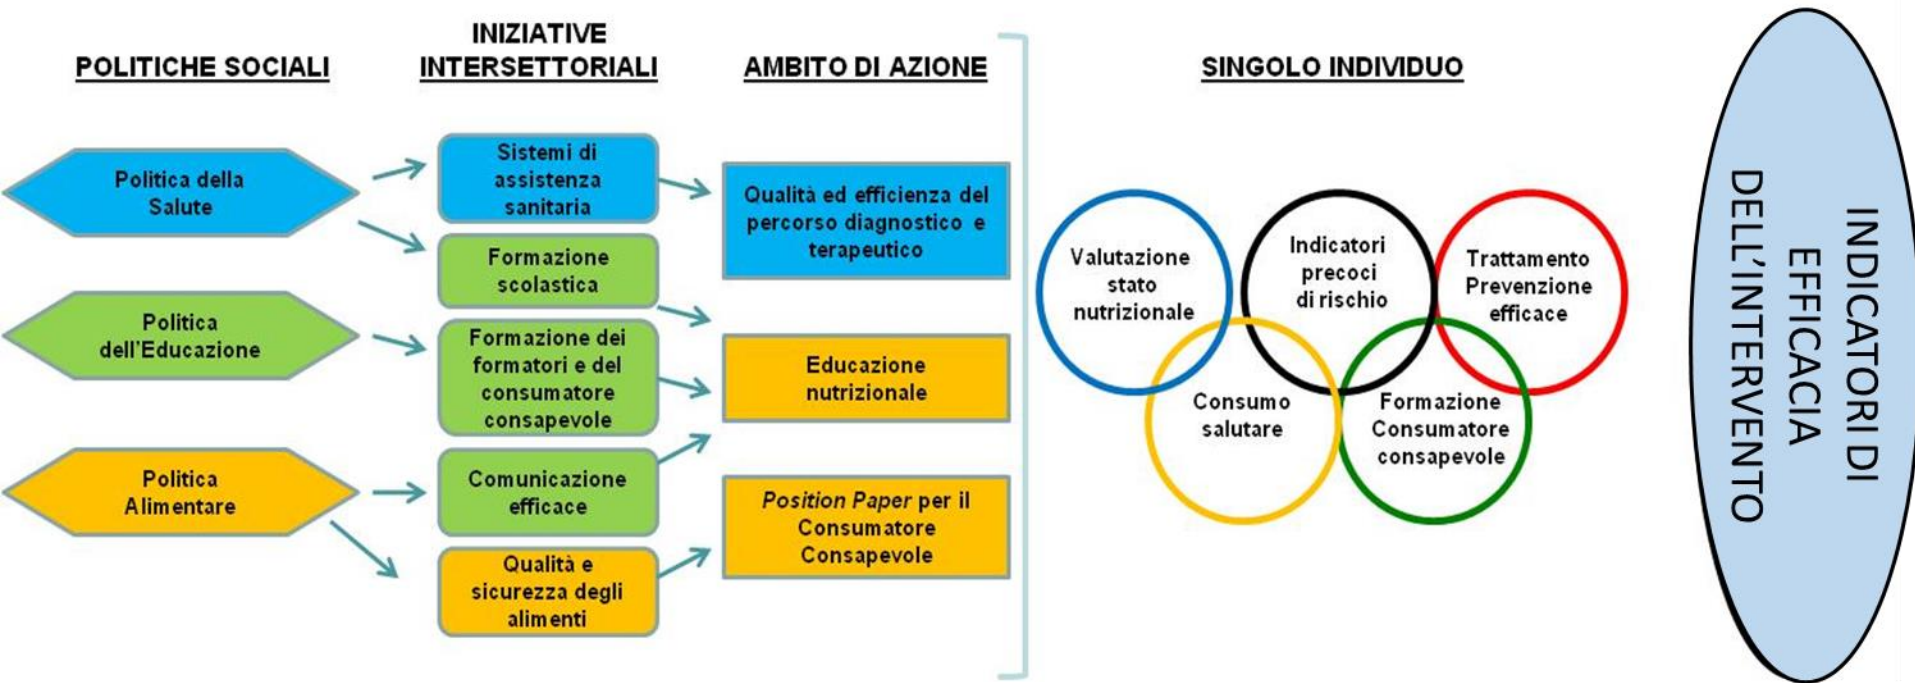 POLITICHE SOCIALI
INIZIATIVE
INTERSETTORIALI
AMBITO DI AZIONE
SINGOLO INDIVIDUO
Politica della
Salute
Politica
dell'Educazione
Politica
Alimentare
Sistemi di
assistenza
sanitaria
Formazione
scolastica
Formazione dei
formatori e del
consumatore
consapevole
Comunicazione
efficace
Qualità e
sicurezza degli
alimenti
Qualità ed efficienza del
percorso diagnostico e
terapeutico
Educazione
nutrizionale
Position Paper per il
Consumatore
Consapevole
Valutazione
stato
nutrizionale
Indicatori
precoci
di rischio
Trattamento
Prevenzione
efficace
Consumo
salutare
Formazione
Consumatore
consapevole
INDICATORI DI
EFFICACIA
DELL'INTERVENTO